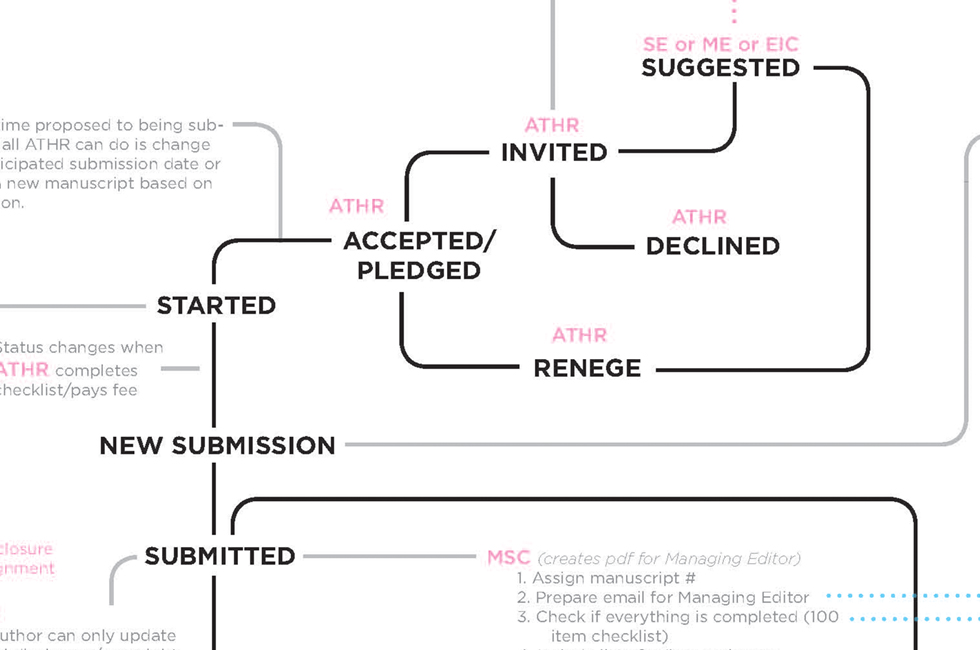 SE or ME or EIC
SUGGESTED
ATHR
INVITED
ime proposed to being sub-
all ATHR can do is change
icipated submission date or
new manuscript based on
on.
ATHR
ACCEPTED/
PLEDGED
ATHR
DECLINED
STARTED
Status changes when
ATHR completes
checklist/pays fee
ATHR
RENEGE
NEW SUBMISSION
closure
gnment
SUBMITTED
MSC (creates pdf for Managing Editor)
1. Assign manuscript #
2. Prepare email for Managing Editor
3. Check if everything is completed (100
item checklist)
uthor can only update